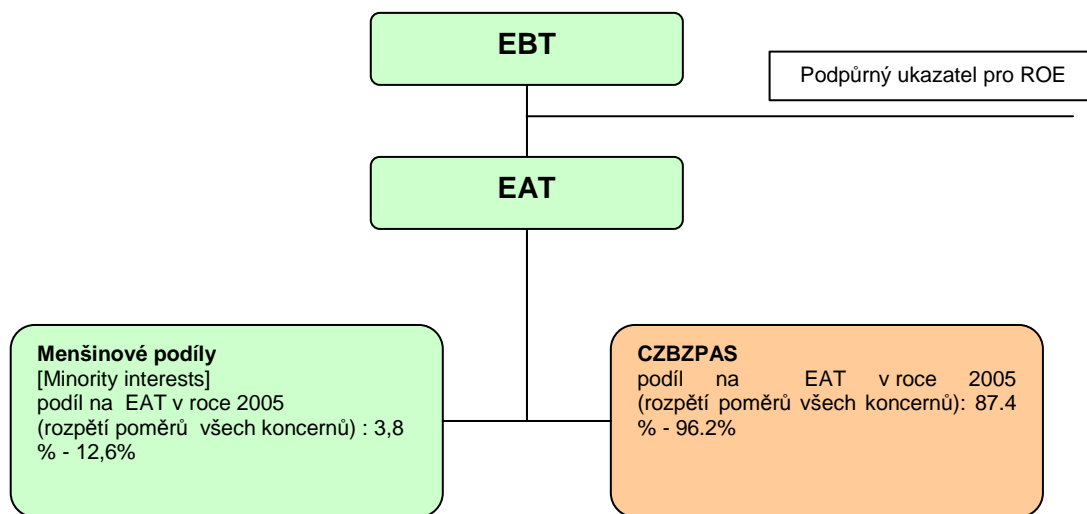 EBT
Podpůrný ukazatel pro ROE
EAT
Menšinové podíly
[Minority interests]
podíl na EAT v roce 2005
(rozpětí poměrů všech koncernů) : 3,8
% - 12,6%
CZBZPAS
podíl na EAT v roce 2005
(rozpětí poměrů všech koncernů): 87.4
% - 96.2%